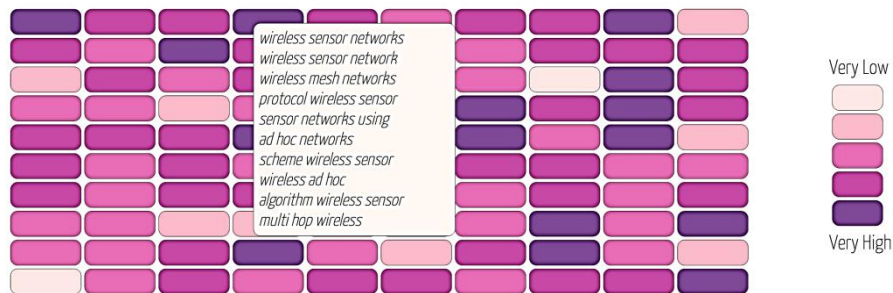 wireless sensor networks
wireless sensor network
wireless mesh networks
protocol wireless sensor
sensor networks using
ad hoc networks
scheme wireless sensor
wireless ad hoc
algorithm wireless sensor
multi hop wireless
Very Low
Very High